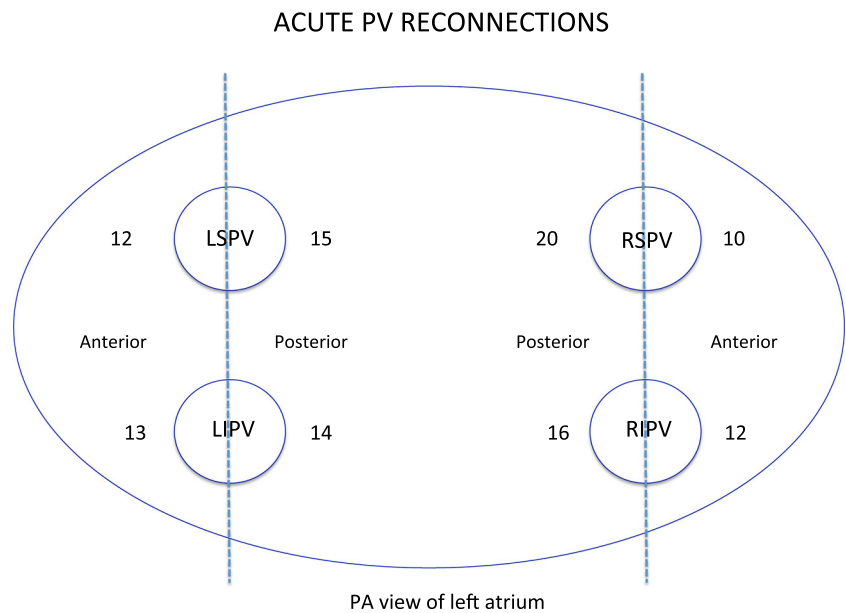 ACUTE PV RECONNECTIONS
12 LSPV 15 20 RSPV 10
Anterior Posterior Posterior Anterior
13 LIPV 14 16 RIPV 12
PA view of left atrium